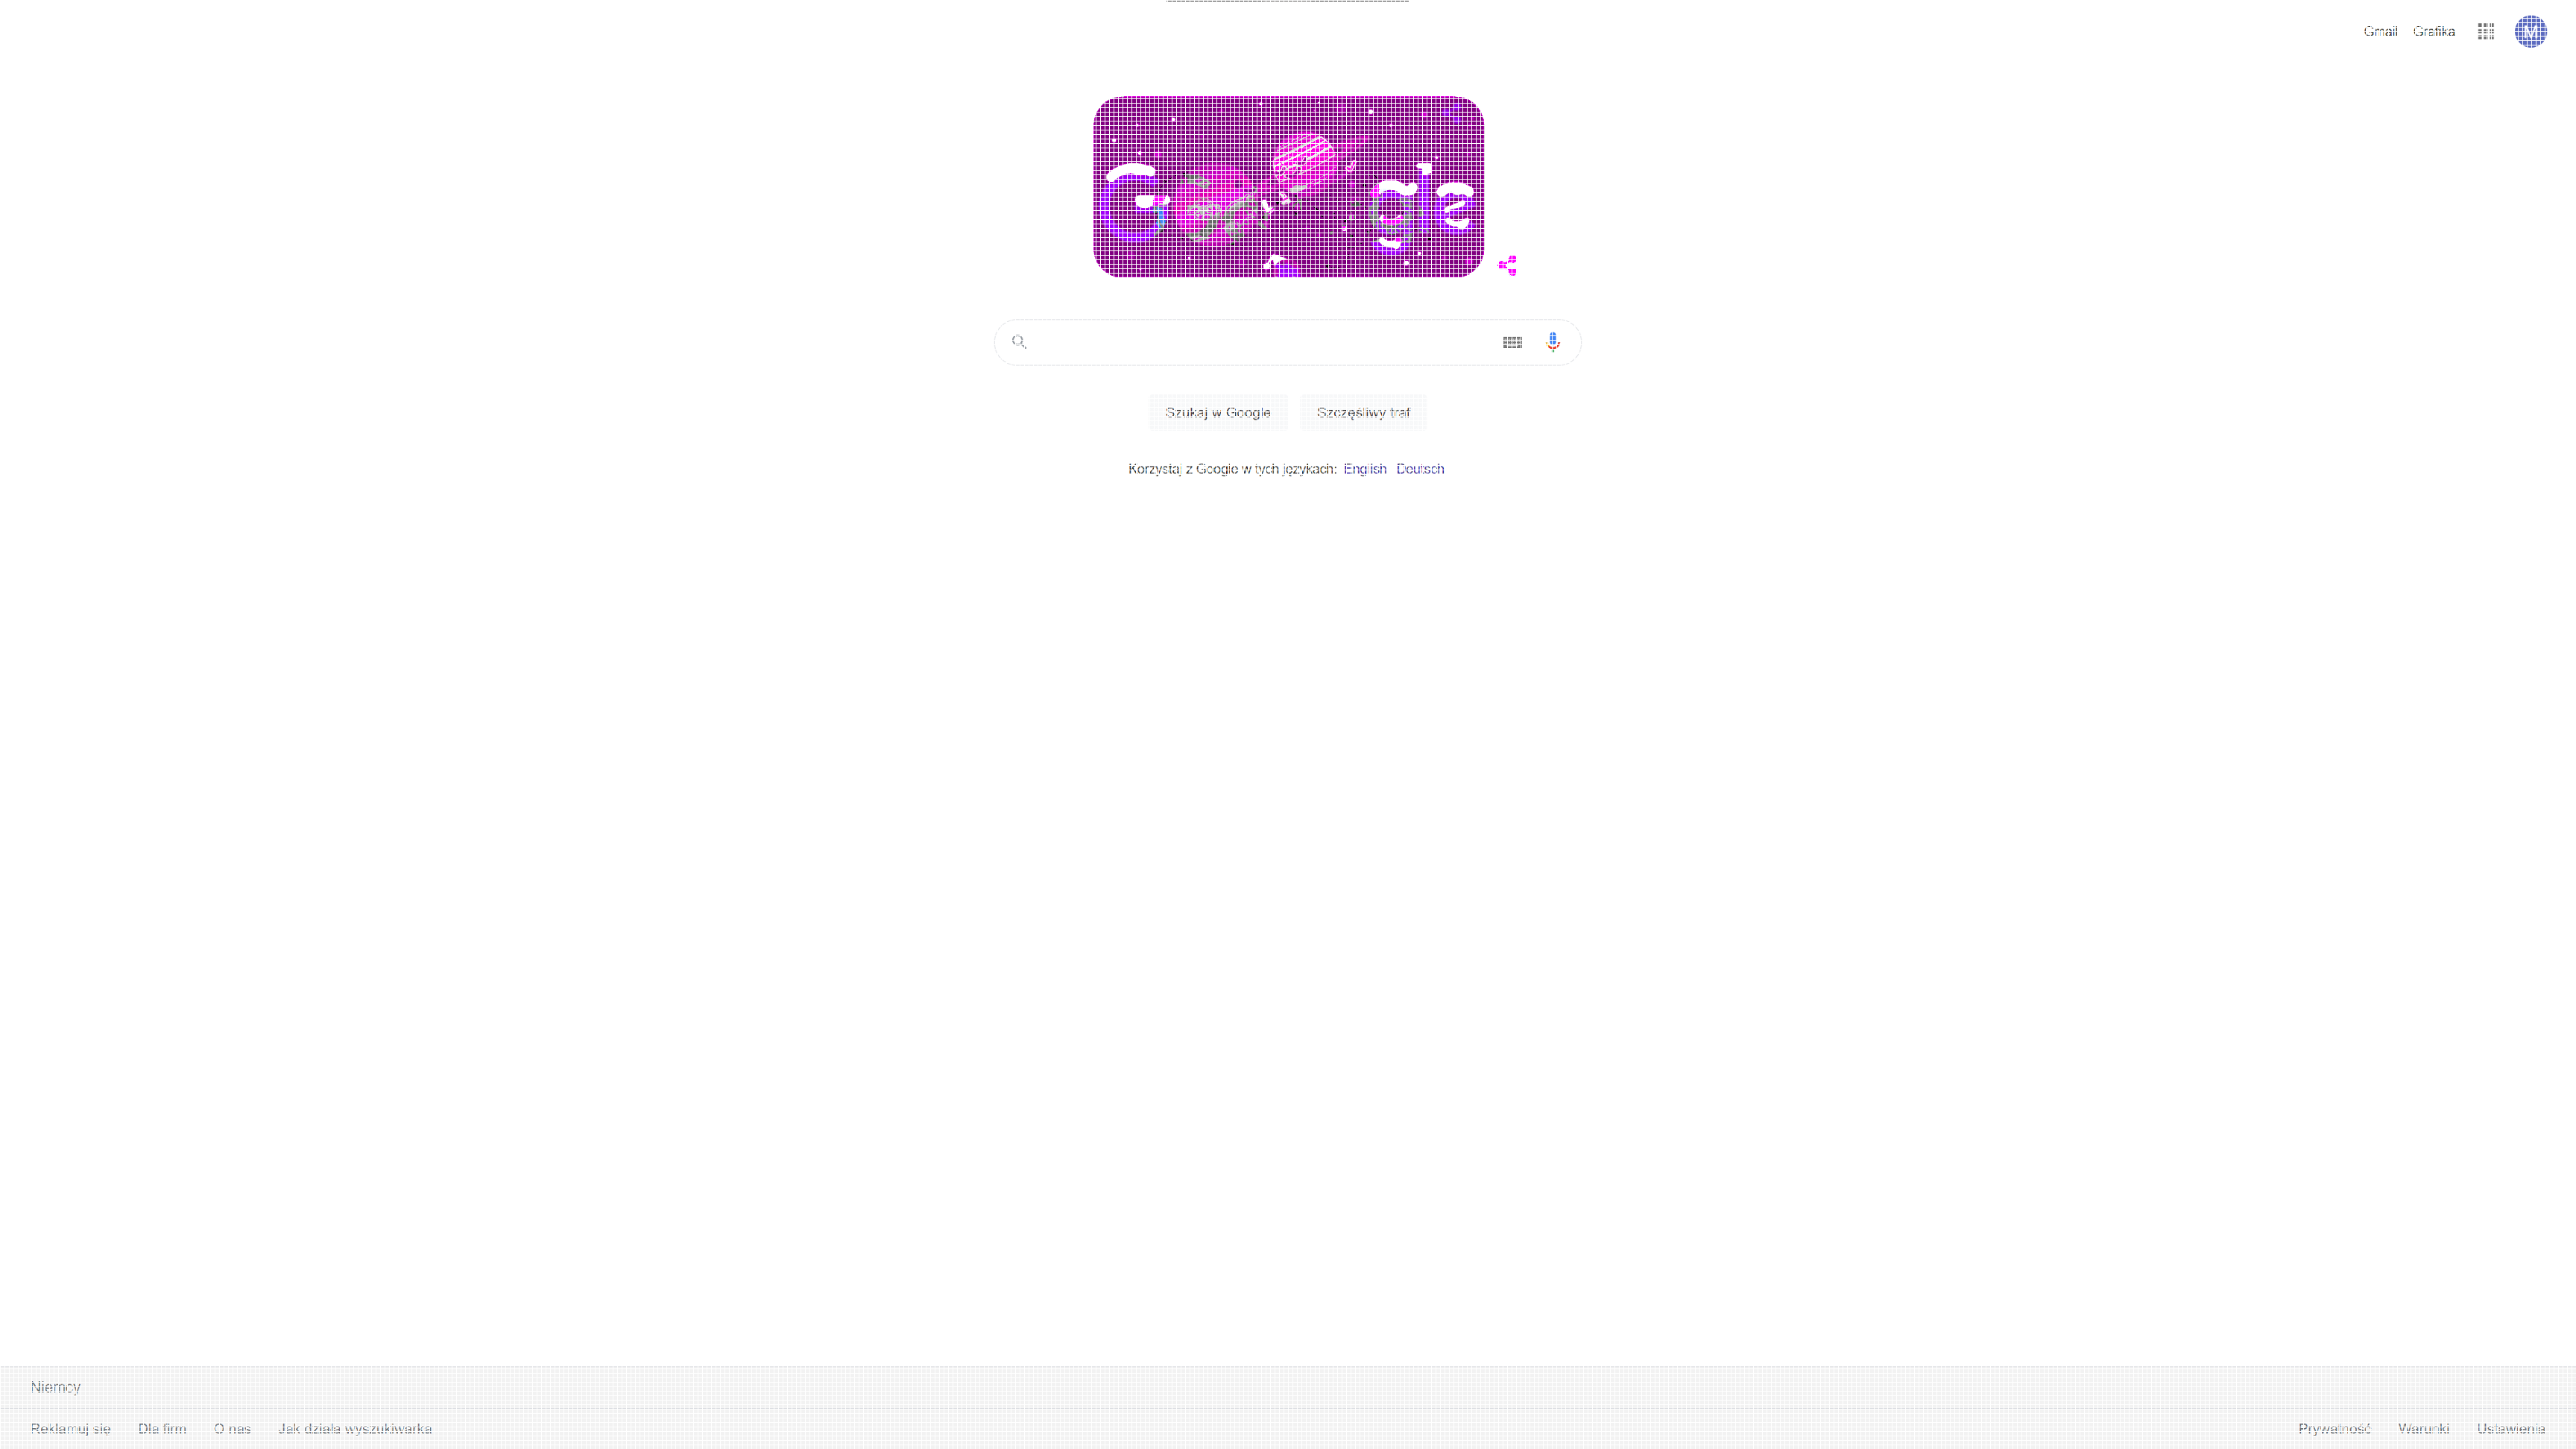 Gmail Grafika M
Google
Szukaj w Google Szczęśliwy traf
Korzystaj z Google w tych językach: English Deutsch
Niemcy
Reklamuj się Dla firm O nas Jak działa wyszukiwarka Prywatność Warunki Ustawienia